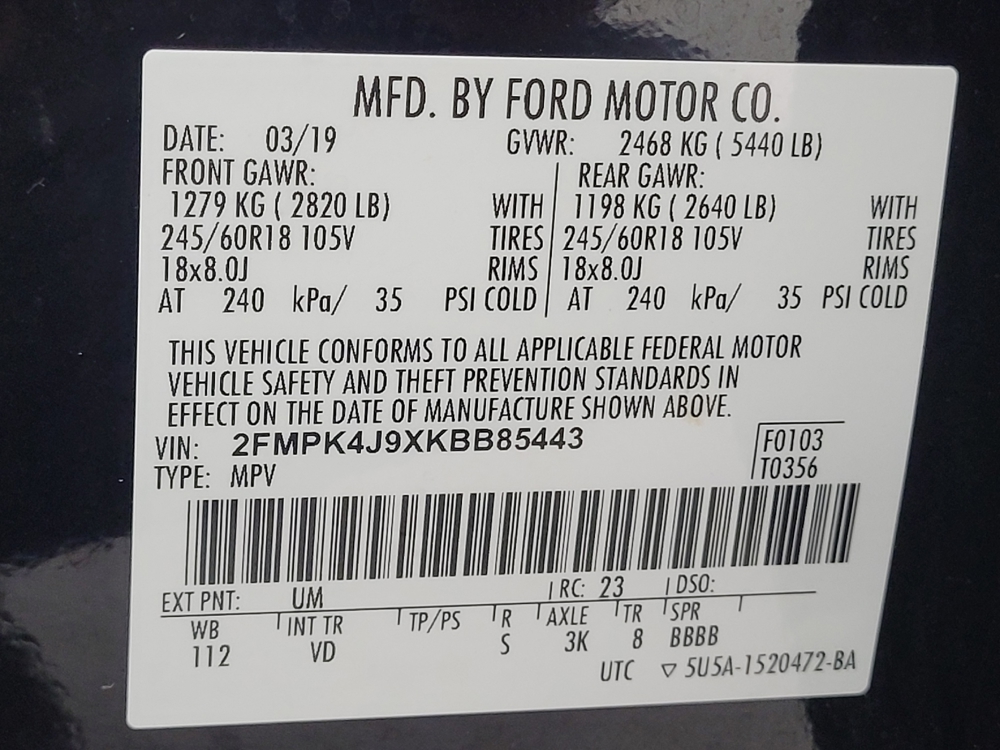 MFD. BY FORD MOTOR CO.
DATE: 03/19 GVWR: 2468 KG ( 5440 LB)
FRONT GAWR: REAR GAWR:
1279 KG ( 2820 LB) WITH 1198 KG ( 2640 LB) WITH
245/60R18 105V TIRES 245/60R18 105V TIRES
18x8.0J RIMS 18x8.0J RIMS
AT 240 kPa/ 35 PSI COLD AT 240 kPa/ 35 PSI COLD
THIS VEHICLE CONFORMS TO ALL APPLICABLE FEDERAL MOTOR
VEHICLE SAFETY AND THEFT PREVENTION STANDARDS IN
EFFECT ON THE DATE OF MANUFACTURE SHOWN ABOVE.
VIN: 2FMPK4J9XKBB85443 F0103
TYPE: MPV T0356
EXT PNT: UM RC: 23 DSO:
WB INT TR TP/PS R AXLE TR SPR
112 VD S 3K 8 BBBB
UTC ▽ 5U5A-1520472-BA